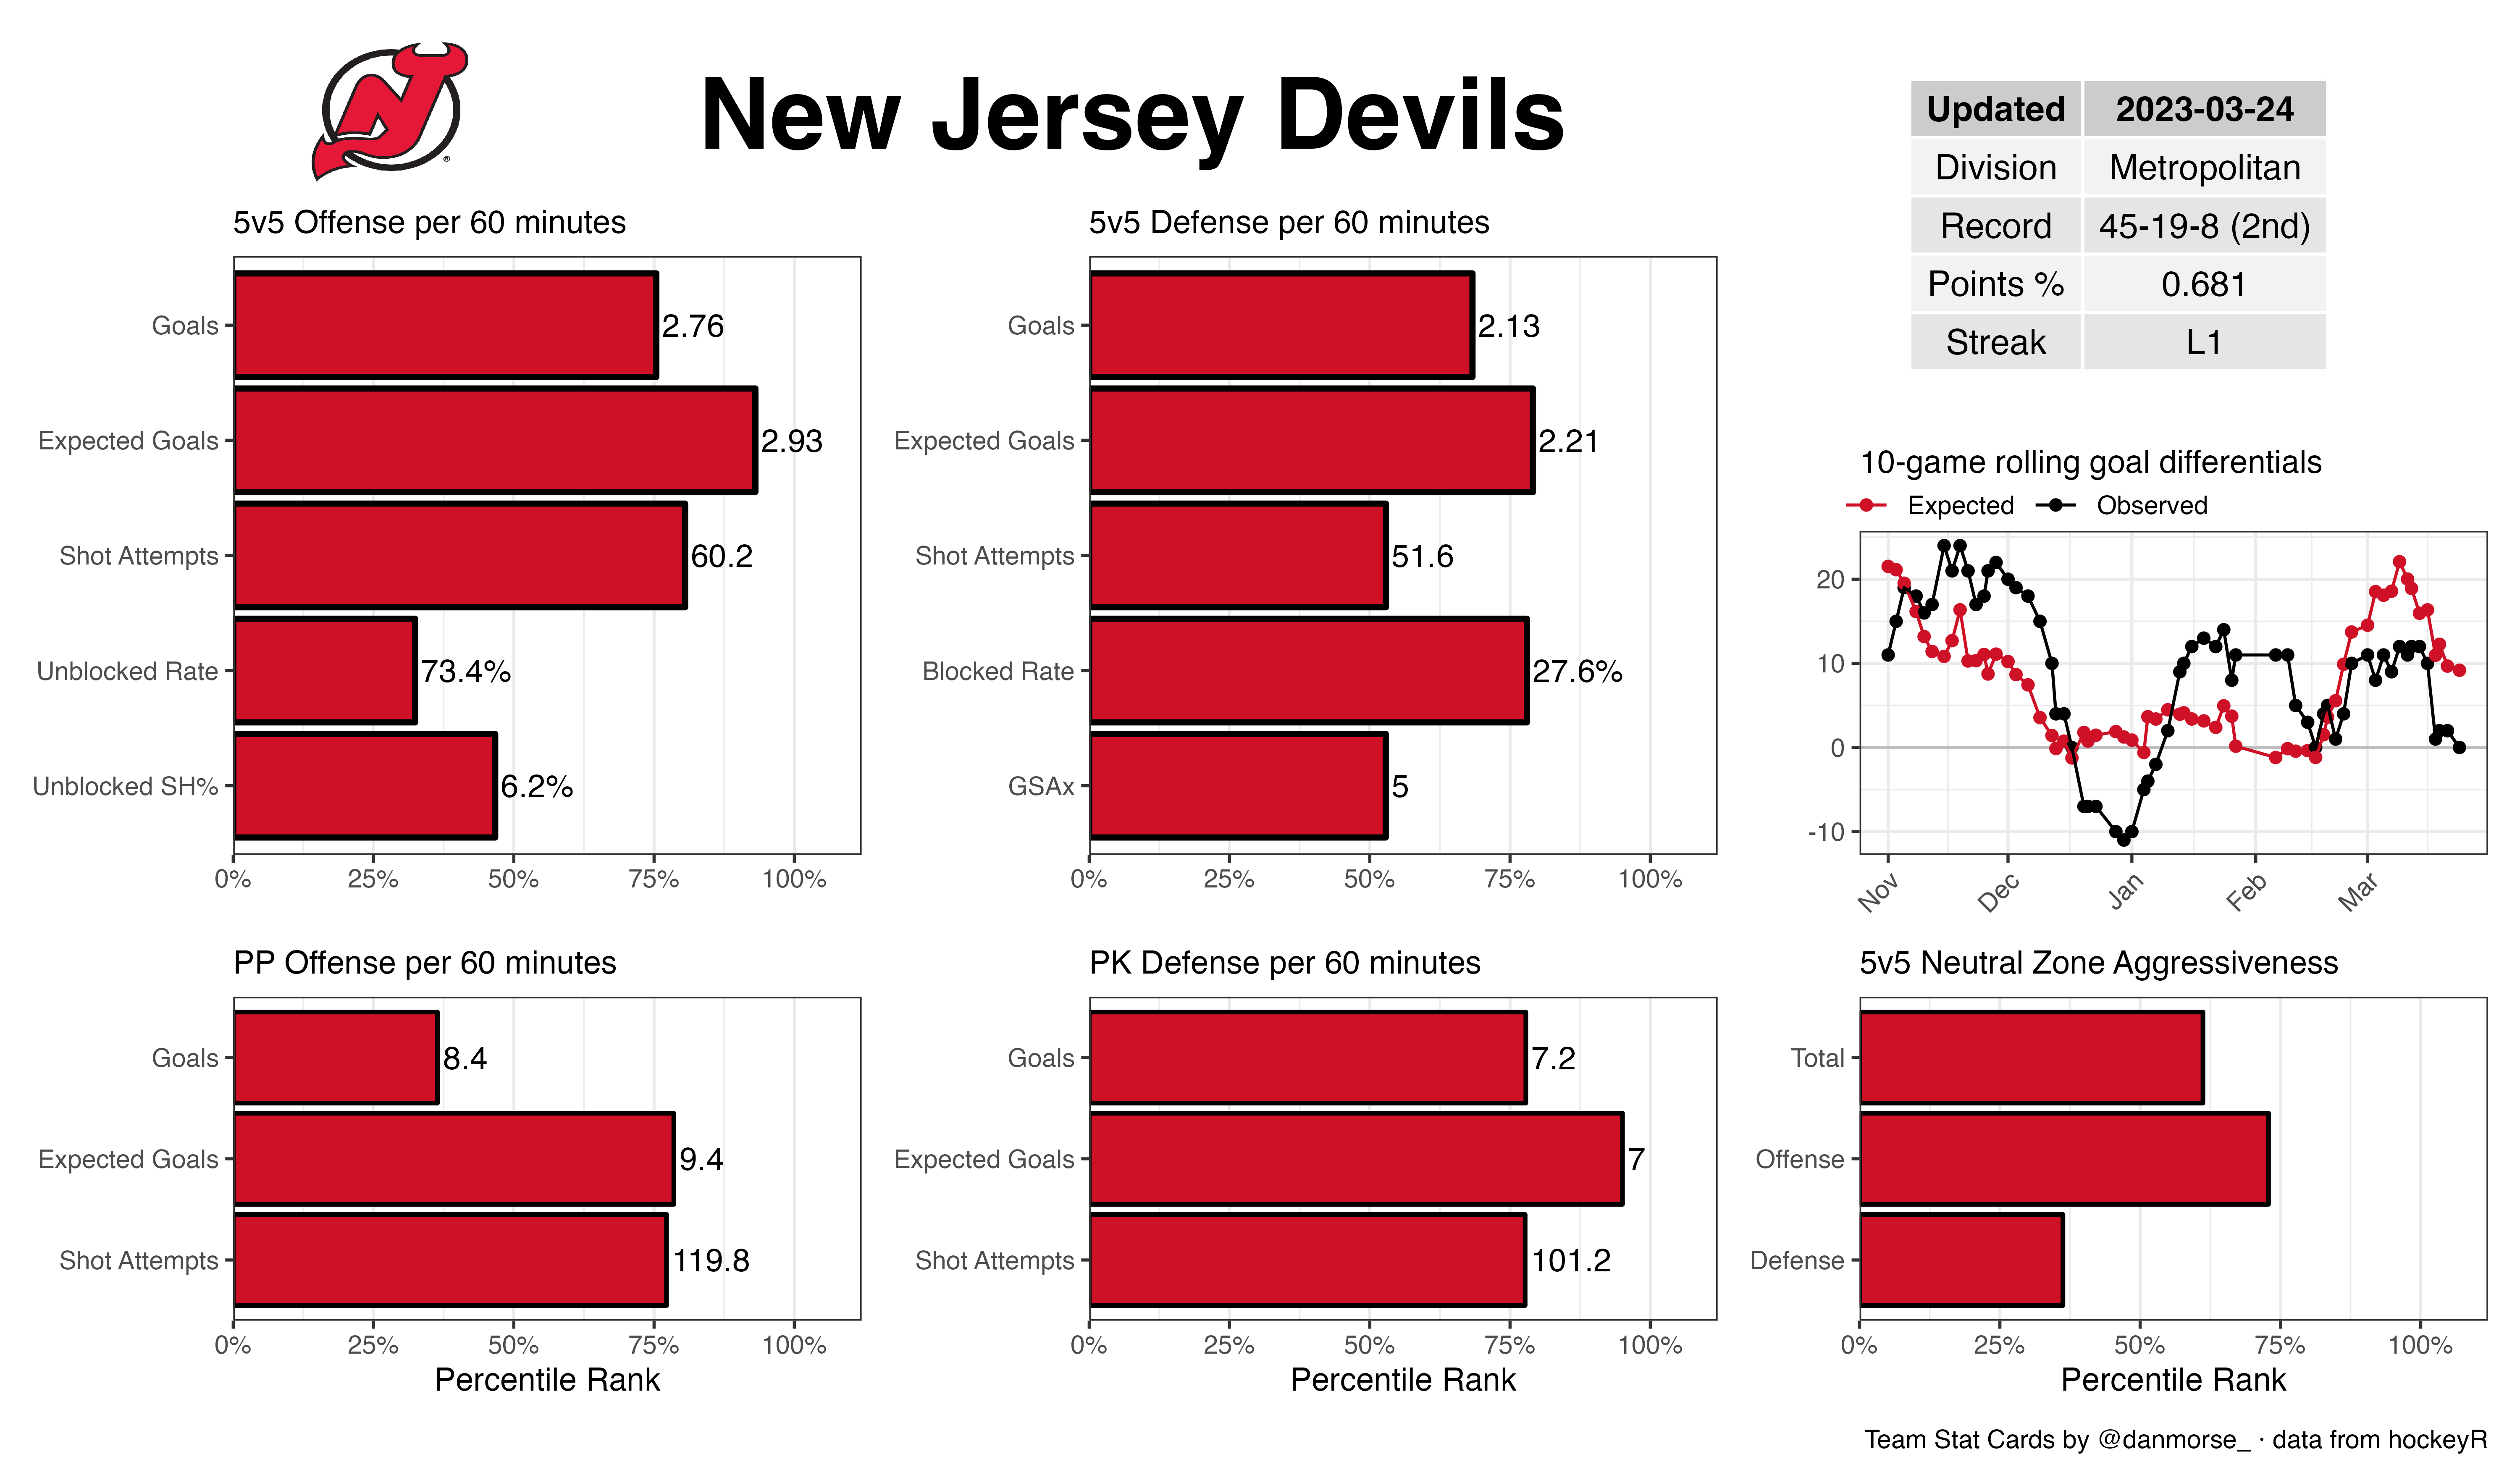 New Jersey Devils
Updated 2023-03-24
Division Metropolitan
Record 45-19-8 (2nd)
Points % 0.681
Streak L1
5v5 Offense per 60 minutes
Goals 2.76
Expected Goals 2.93
Shot Attempts 60.2
Unblocked Rate 73.4%
Unblocked SH% 6.2%
0% 25% 50% 75% 100%
5v5 Defense per 60 minutes
Goals 2.13
Expected Goals 2.21
Shot Attempts 51.6
Blocked Rate 27.6%
GSAx 5
0% 25% 50% 75% 100%
10-game rolling goal differentials
Expected Observed
20
10
0
-10
Nov Dec Jan Feb Mar
PP Offense per 60 minutes
Goals 8.4
Expected Goals 9.4
Shot Attempts 119.8
0% 25% 50% 75% 100%
Percentile Rank
PK Defense per 60 minutes
Goals 7.2
Expected Goals 7
Shot Attempts 101.2
0% 25% 50% 75% 100%
Percentile Rank
5v5 Neutral Zone Aggressiveness
Total
Offense
Defense
0% 25% 50% 75% 100%
Percentile Rank
Team Stat Cards by @danmorse_ · data from hockeyR